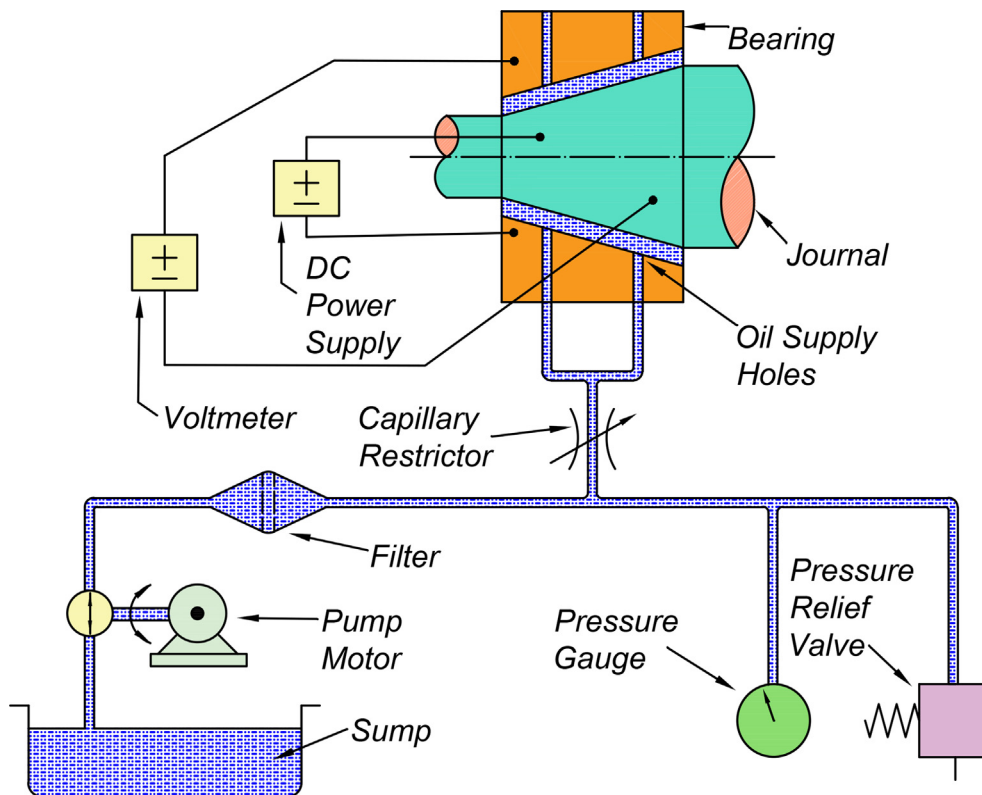 Bearing
Journal
DC
Power
Supply
Oil Supply
Holes
Voltmeter
Capillary
Restrictor
Filter
Pump
Motor
Pressure
Gauge
Pressure
Relief
Valve
Sump